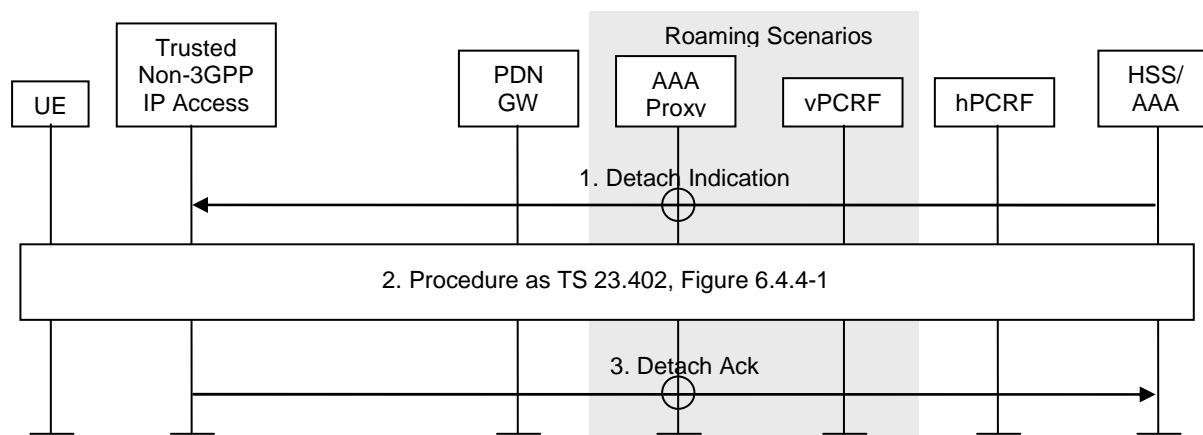 Roaming Scenarios
UE
Trusted
Non-3GPP
IP Access
PDN
GW
AAA
Proxy
vPCRF
hPCRF
HSS/
AAA
1. Detach Indication
2. Procedure as TS 23.402, Figure 6.4.4-1
3. Detach Ack